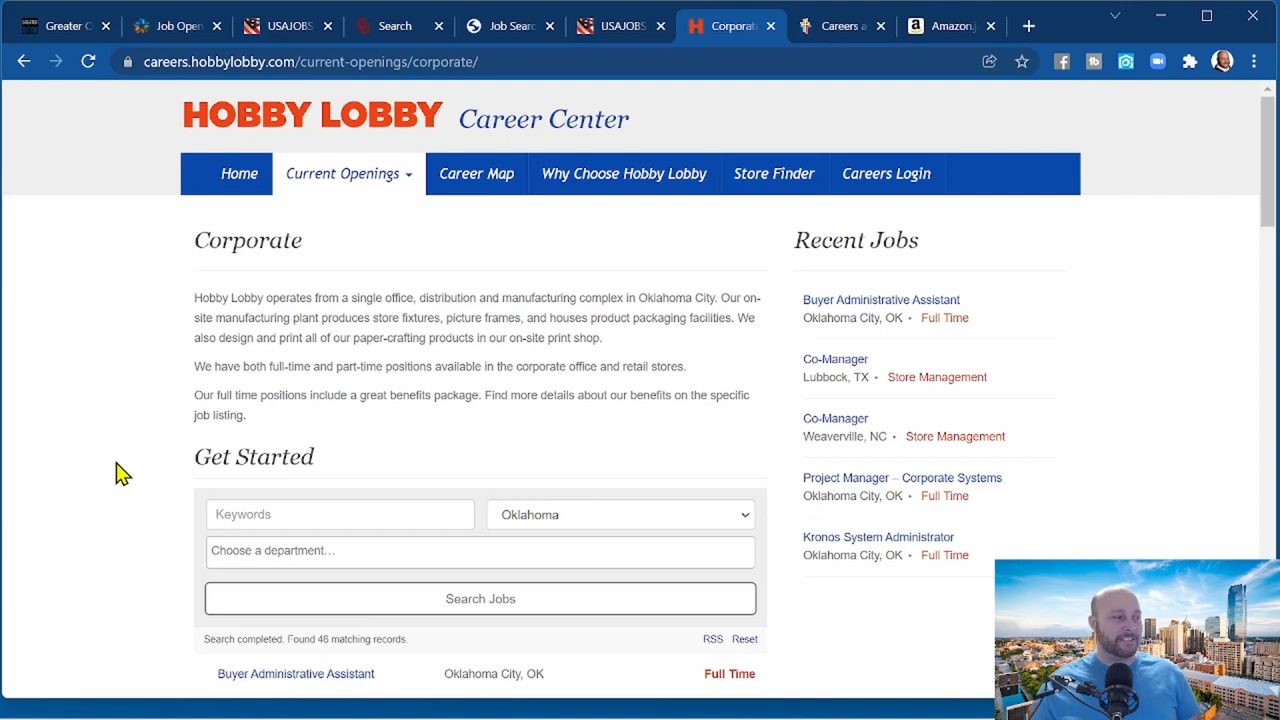 Greater O
Job Open
USAJOBS
Search
Job Sear
USAJOBS
Corporat
Careers a
Amazon.j
careers.hobbylobby.com/current-openings/corporate/
HOBBY LOBBY Career Center
Home
Current Openings
Career Map
Why Choose Hobby Lobby
Store Finder
Careers Login
Corporate
Hobby Lobby operates from a single office, distribution and manufacturing complex in Oklahoma City. Our on-
site manufacturing plant produces store fixtures, picture frames, and houses product packaging facilities. We
also design and print all of our paper-crafting products in our on-site print shop.
We have both full-time and part-time positions available in the corporate office and retail stores.
Our full time positions include a great benefits package. Find more details about our benefits on the specific
job listing.
Get Started
Keywords
Oklahoma
Choose a department...
Search Jobs
Search completed. Found 46 matching records.
RSS
Reset
Buyer Administrative Assistant
Oklahoma City, OK
Full Time
Recent Jobs
Buyer Administrative Assistant
Oklahoma City, OK • Full Time
Co-Manager
Lubbock, TX • Store Management
Co-Manager
Weaverville, NC • Store Management
Project Manager – Corporate Systems
Oklahoma City, OK • Full Time
Kronos System Administrator
Oklahoma City, OK • Full Time